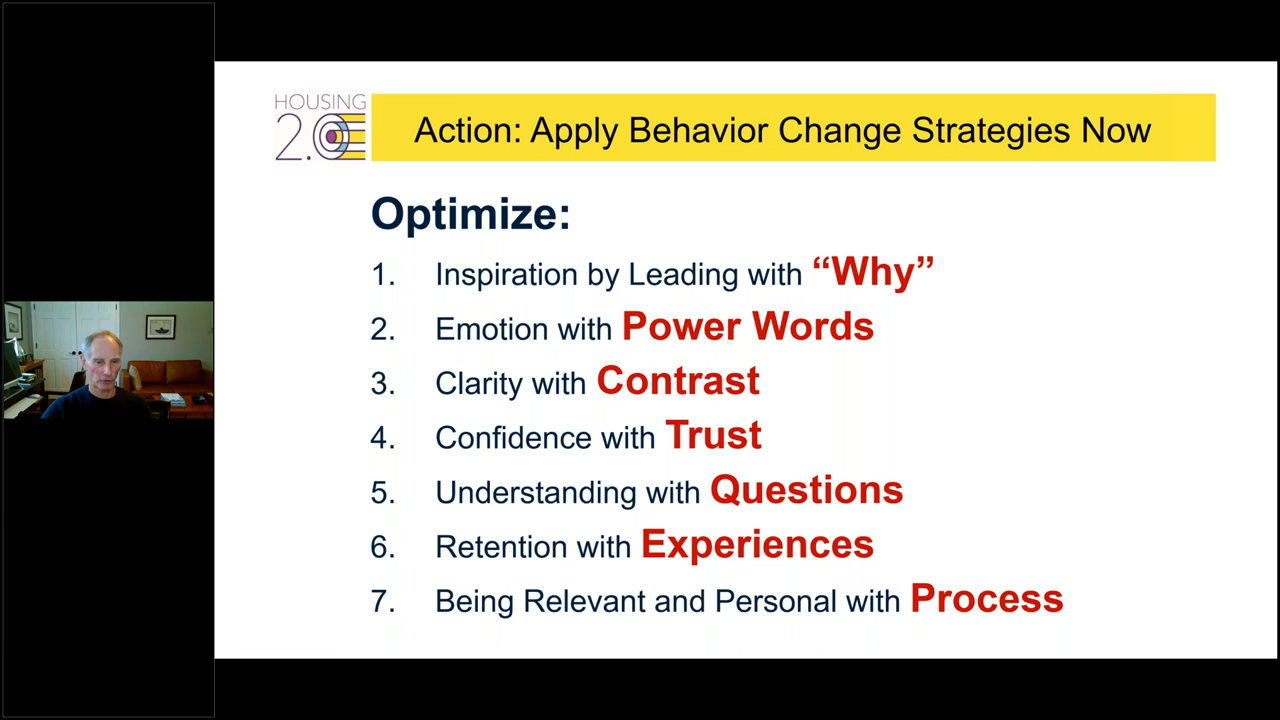 HOUSING
2.0
Action: Apply Behavior Change Strategies Now
Optimize:
1. Inspiration by Leading with “Why”
2. Emotion with Power Words
3. Clarity with Contrast
4. Confidence with Trust
5. Understanding with Questions
6. Retention with Experiences
7. Being Relevant and Personal with Process